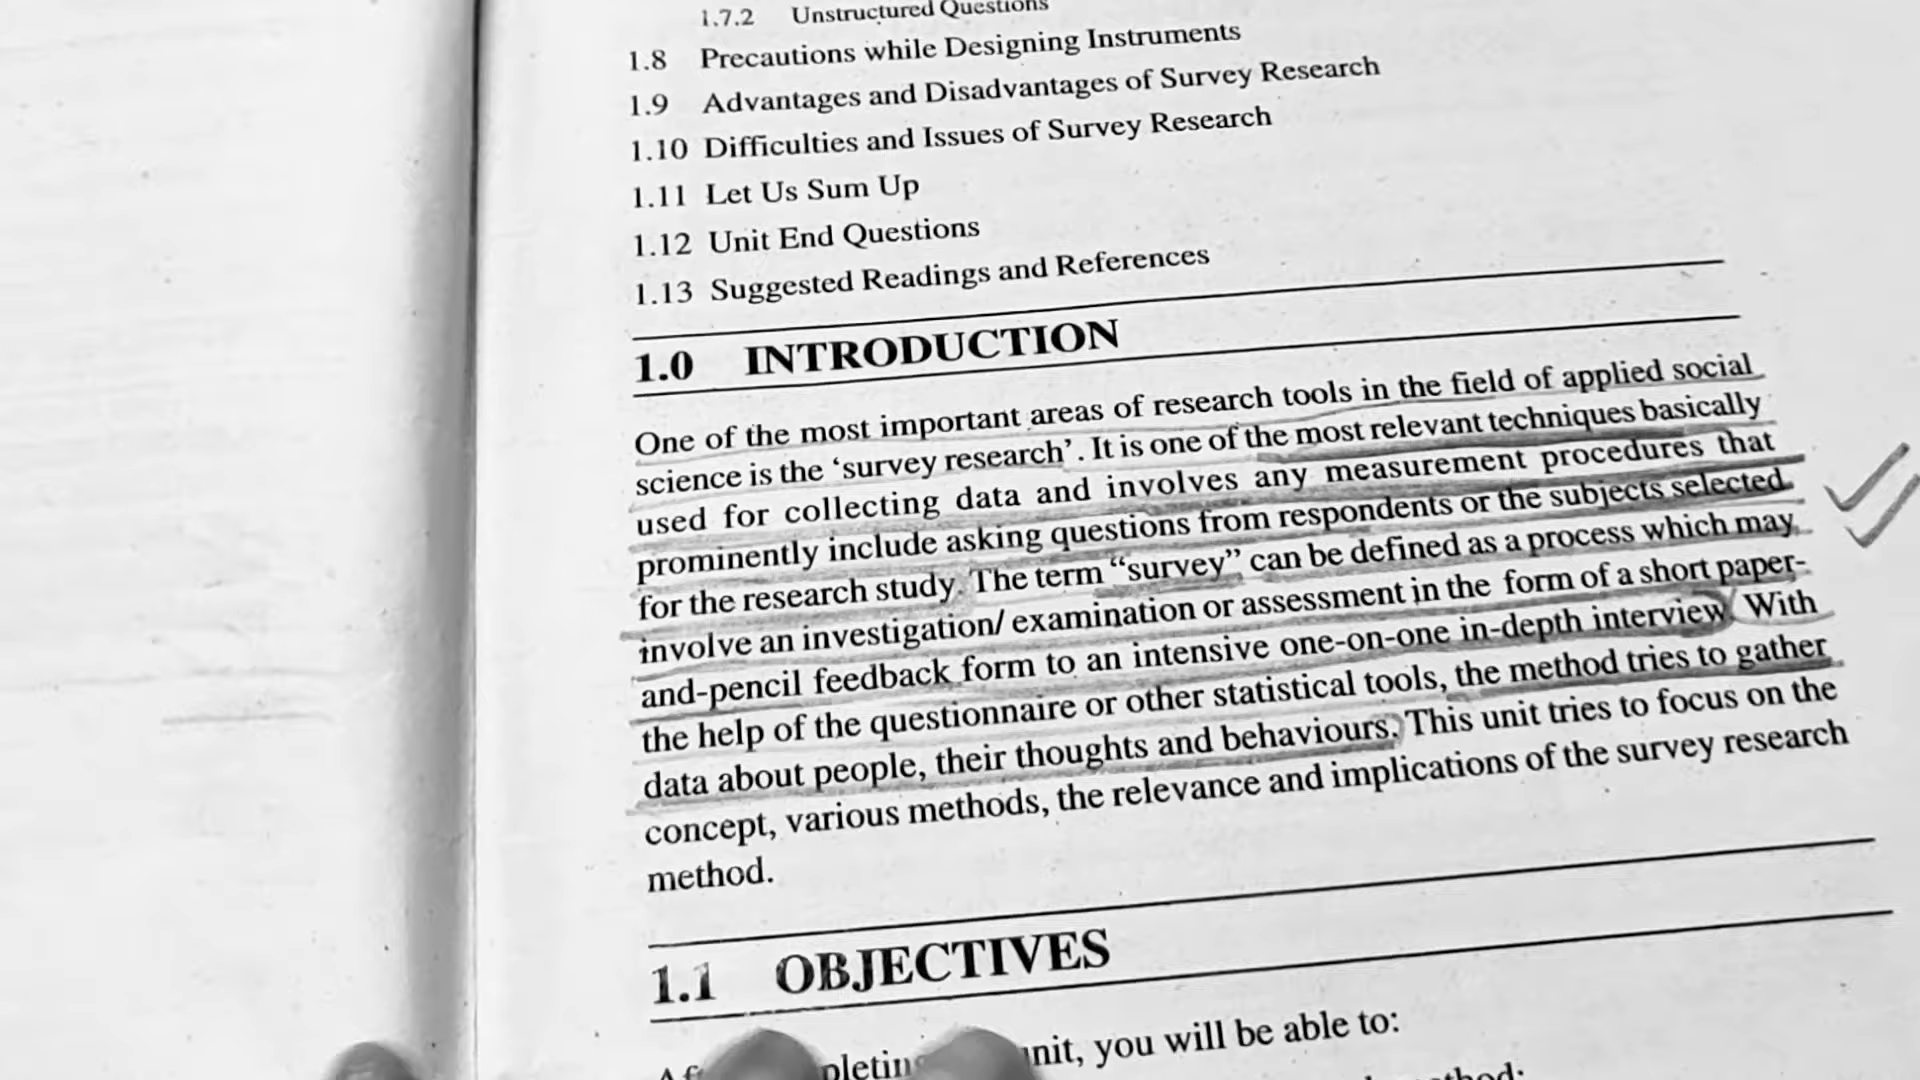 1.7.2 Unstructured Questions
1.8 Precautions while Designing Instruments
1.9 Advantages and Disadvantages of Survey Research
1.10 Difficulties and Issues of Survey Research
1.11 Let Us Sum Up
1.12 Unit End Questions
1.13 Suggested Readings and References
1.0 INTRODUCTION
One of the most important areas of research tools in the field of applied social
science is the ‘survey research’. It is one of the most relevant techniques basically
used for collecting data and involves any measurement procedures that
prominently include asking questions from respondents or the subjects selected
for the research study. The term “survey” can be defined as a process which may
involve an investigation/ examination or assessment in the form of a short paper-
and-pencil feedback form to an intensive one-on-one in-depth interview. With
the help of the questionnaire or other statistical tools, the method tries to gather
data about people, their thoughts and behaviours. This unit tries to focus on the
concept, various methods, the relevance and implications of the survey research
method.
1.1 OBJECTIVES
you will be able to: